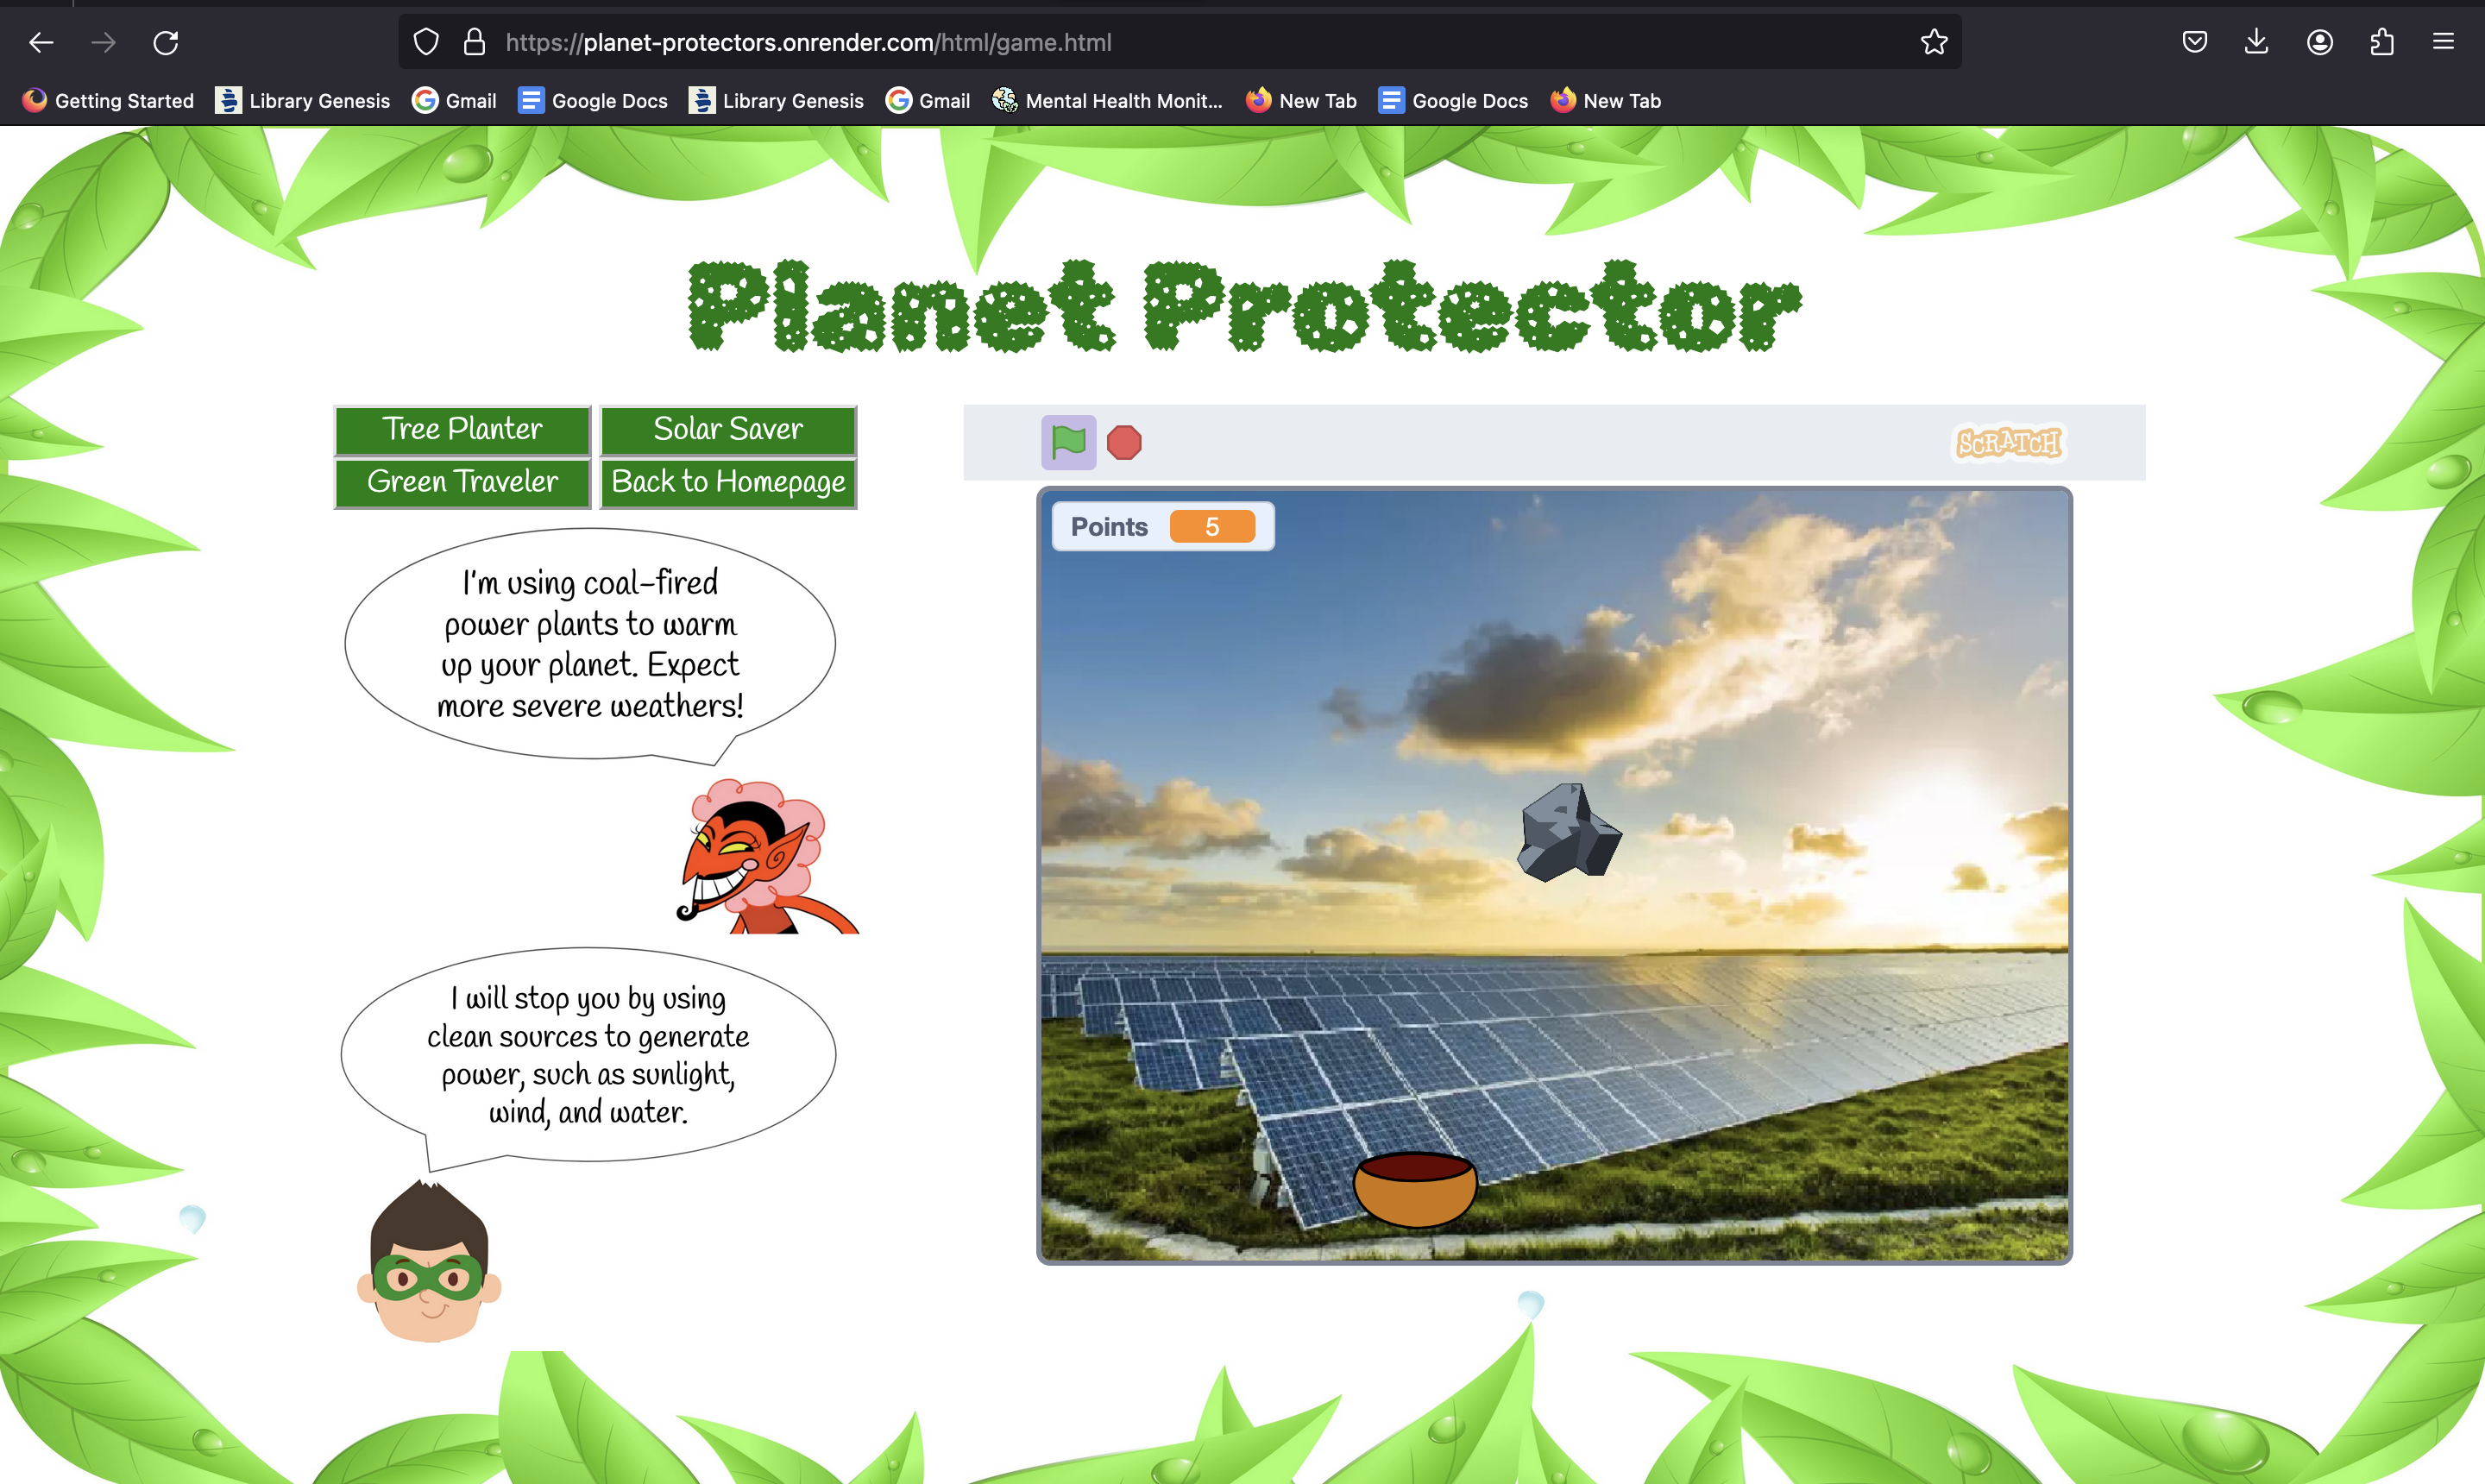 https://planet-protectors.onrender.com/html/game.html
Getting Started
Library Genesis
Gmail
Google Docs
Library Genesis
Gmail
Mental Health Monit...
New Tab
Google Docs
New Tab
Planet Protector
Tree Planter
Solar Saver
Green Traveler
Back to Homepage
I'm using coal-fired
power plants to warm
up your planet. Expect
more severe weathers!
I will stop you by using
clean sources to generate
power, such as sunlight,
wind, and water.
SCRATCH
Points 5